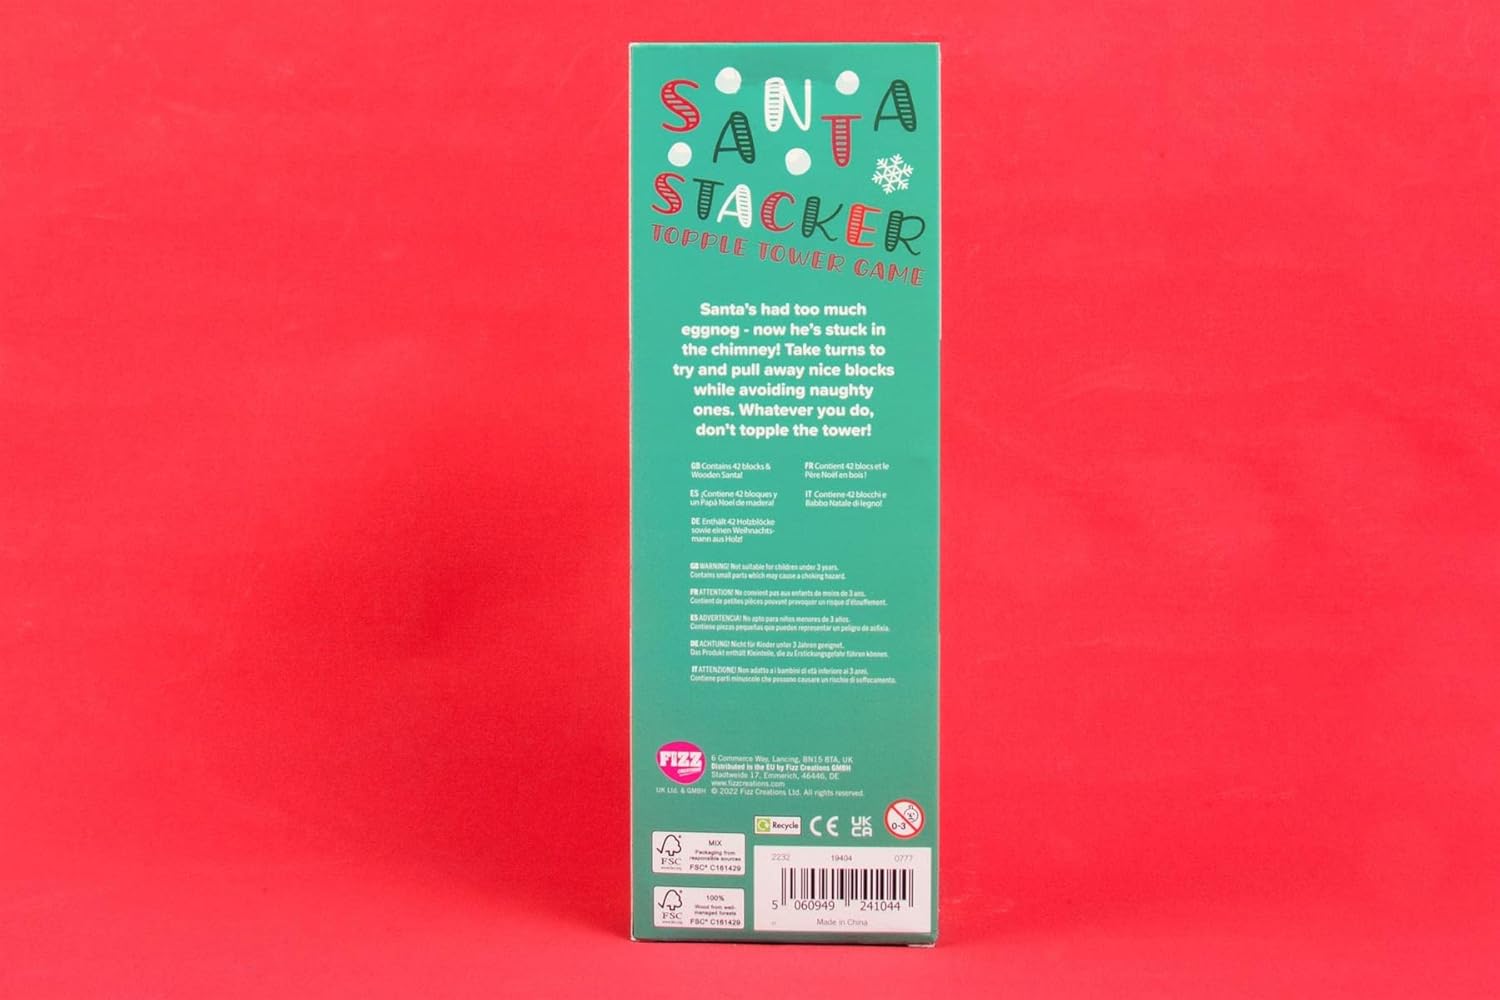 SANTA
STACKER
TOPPLE TOWER GAME
Santa's had too much
eggnog - now he's stuck in
the chimney! Take turns to
try and pull away nice blocks
while avoiding naughty
ones. Whatever you do,
don't topple the tower!
GB Contains 42 blocks &
Wooden Santa!
FR Contient 42 blocs et le
Père Noël en bois !
ES ¡Contiene 42 bloques y
un Papá Noel de madera!
IT Contiene 42 blocchi e
Babbo Natale di legno!
DE Enthält 42 Holzblöcke
sowie einen Weihnachts-
mann aus Holz!
GB WARNING! Not suitable for children under 3 years.
Contains small parts which may cause a choking hazard.
FR ATTENTION! Ne convient pas aux enfants de moins de 3 ans.
Contient de petites pièces pouvant provoquer un risque d'étouffement.
ES ADVERTENCIA! No apto para niños menores de 3 años.
Contiene piezas pequeñas que pueden representar un peligro de asfixia.
DE ACHTUNG! Nicht für Kinder unter 3 Jahren geeignet.
Das Produkt enthält Kleinteile, die zu Erstickungsgefahr führen können.
IT ATTENZIONE! Non adatto a i bambini di età inferiore ai 3 anni.
Contiene parti minuscole che possono causare un rischio di soffocamento.
FIZZ
CREATIONS
UK Ltd. & GMBH
6 Commerce Way, Lancing, BN15 8TA, UK
Distributed in the EU by Fizz Creations GMBH
Stadtweide 17, Emmerich, 46446, DE
www.fizzcreations.com
© 2022 Fizz Creations Ltd. All rights reserved.
Recycle
CE
UK
CA
0-3
FSC
MIX
Packaging from
responsible sources
FSC® C161429
FSC
100%
Wood from well-
managed forests
FSC® C161429
2232 19404 0777
5 060949 241044
Made in China